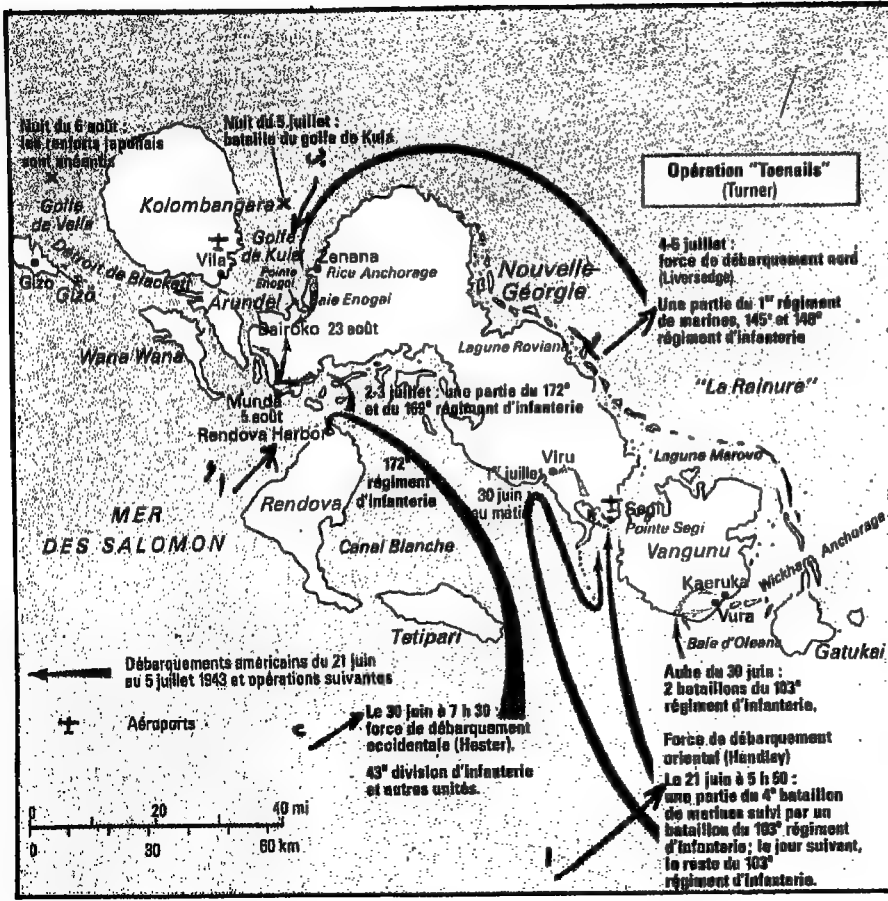 Nuit du 6 août :
les renforts japonais
sont anéantis
Nuit du 5 juillet :
bataille du golfe de Kula
Opération "Toenails"
(Turner)
Kolombangara
Golfe
de Vella
Golfe
de Kula
Vila
Détroit de Blackett
Gizo
Gizo
Zanana
Rice Anchorage
Pointe
Enogai
Baie Enogai
Arundel
Bairoko 23 août
Nouvelle-
Géorgie
4-5 juillet :
force de débarquement nord
(Liversedge)
Une partie du 1er régiment
de marines, 145e et 148e
régiment d'infanterie
Wana Wana
Lagune Roviana
"La Rainure"
Munda
5 août
2-3 juillet : une partie du 172e
et du 169e régiment d'infanterie
Rendova Harbor
172e
régiment
d'infanterie
Viru
1er juillet
30 juin
au matin
Lagune Marovo
Segi
Pointe Segi
Rendova
MER
DES SALOMON
Canal Blanche
Vangunu
Wickham Anchorage
Kaeruka
Vura
Tetipari
Baie d'Oleana
Gatukai
Débarquements américains du 21 juin
au 5 juillet 1943 et opérations suivantes
Aéroports
Le 30 juin à 7 h 30 :
force de débarquement
occidentale (Hester).
43e division d'infanterie
et autres unités.
Aube du 30 juin :
2 bataillons du 103e
régiment d'infanterie.
Force de débarquement
oriental (Handley)
Le 21 juin à 5 h 50 :
une partie du 4e bataillon
de marines suivi par un
bataillon du 103e régiment
d'infanterie; le jour suivant,
le reste du 103e
régiment d'infanterie.
0 20 40 mi
0 30 60 km